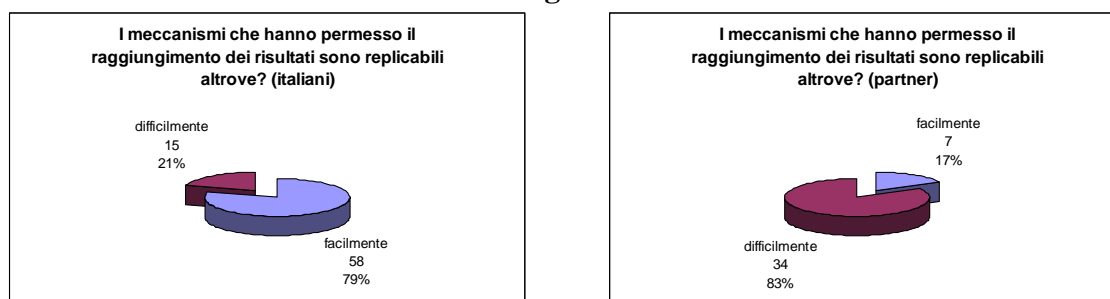 I meccanismi che hanno permesso il
raggiungimento dei risultati sono replicabili
altrove? (italiani)
difficilmente
15
21%
facilmente
58
79%
I meccanismi che hanno permesso il
raggiungimento dei risultati sono replicabili
altrove? (partner)
facilmente
7
17%
difficilmente
34
83%